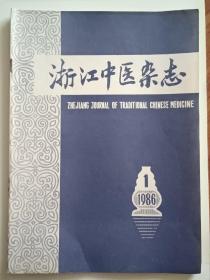 浙江中医杂志
ZHEJIANG JOURNAL OF TRADITIONAL CHINESE MEDICINE
1
1986